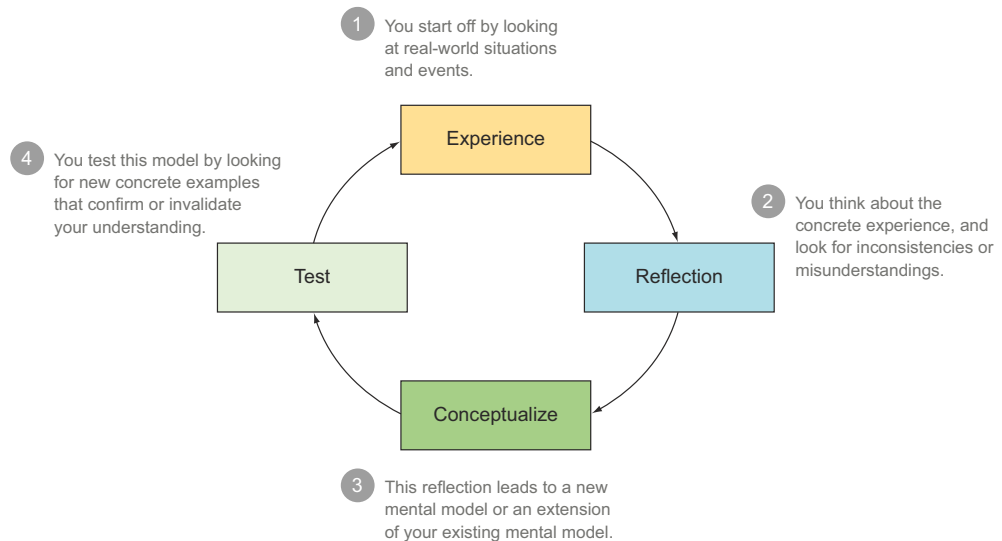 1
You start off by looking
at real-world situations
and events.
Experience
4
You test this model by looking
for new concrete examples
that confirm or invalidate
your understanding.
2
You think about the
concrete experience, and
look for inconsistencies or
misunderstandings.
Test
Reflection
Conceptualize
3
This reflection leads to a new
mental model or an extension
of your existing mental model.